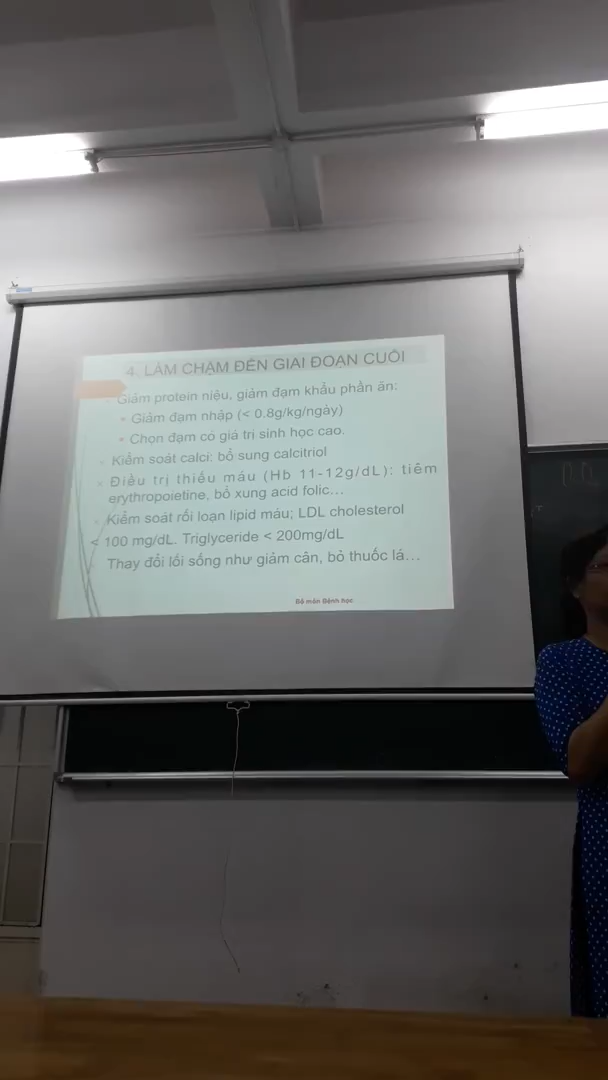 4. LÀM CHẬM ĐẾN GIAI ĐOẠN CUỐI
Giảm protein niệu, giảm đạm khẩu phần ăn:
Giảm đạm nhập (< 0.8g/kg/ngày)
Chọn đạm có giá trị sinh học cao.
Kiểm soát calci: bổ sung calcitriol
Điều trị thiếu máu (Hb 11-12g/dL): tiêm
erythropoietine, bổ xung acid folic…
Kiểm soát rối loạn lipid máu; LDL cholesterol
< 100 mg/dL. Triglyceride < 200mg/dL
Thay đổi lối sống như giảm cân, bỏ thuốc lá…
Bộ môn Bệnh học